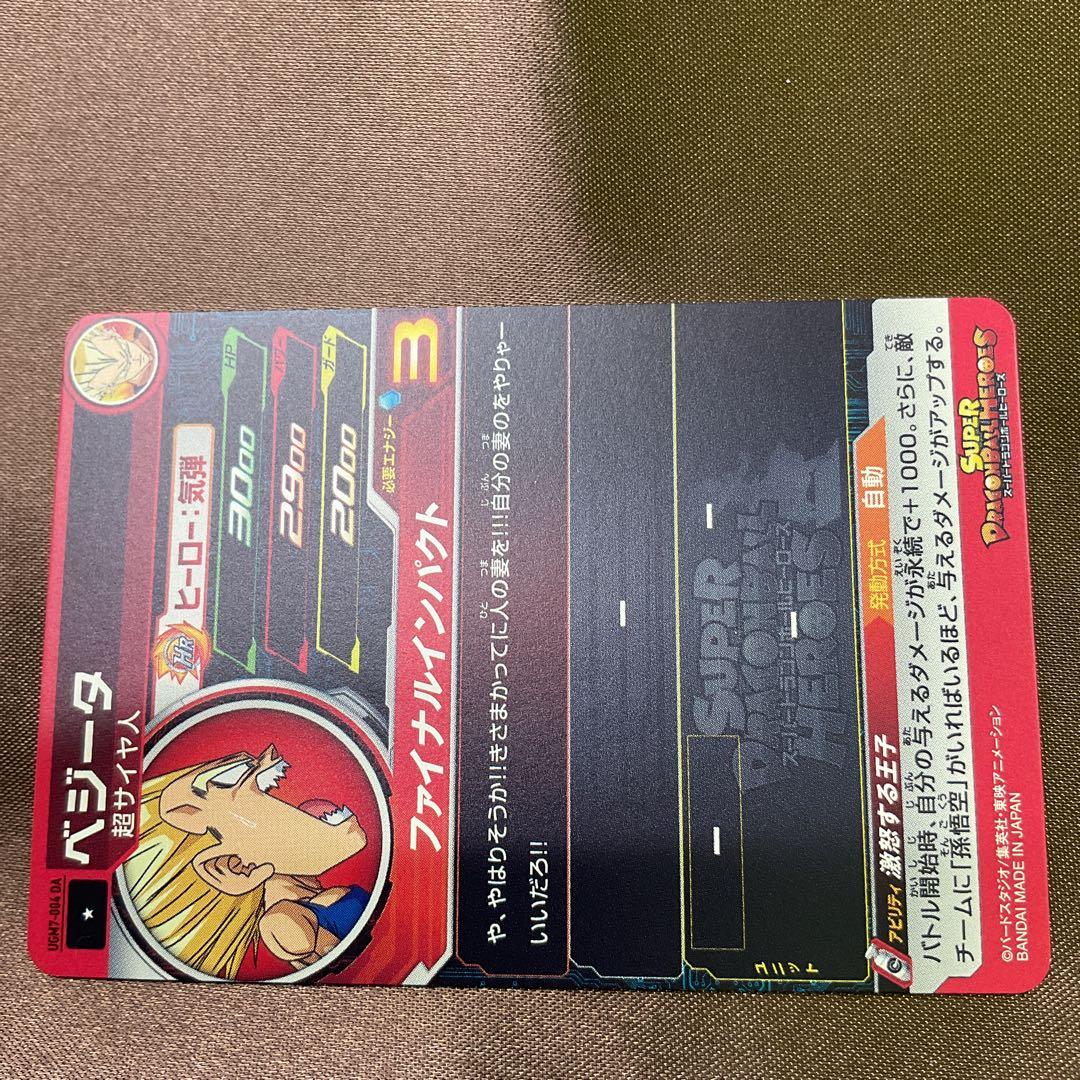 UGM7-004 DA
★
ベジータ
超サイヤ人
HR ヒーロー:気弾
HP
3000
パワー
2900
ガード
2000
ファイナルインパクト
必要エナジー 3
や、やはりそうか!!きさまかってに人の妻を!!!自分の妻のをやりゃー
いいだろ!!
ー
ー
ー
ー
ユニット
SUPER
DRAGONBALL
スーパードラゴンボールヒーローズ
HEROES
アビリティ 激怒する王子 発動方式 自動
バトル開始時、自分の与えるダメージが永続で+1000。さらに、敵
チームに「孫悟空」がいればいるほど、与えるダメージがアップする。
©バードスタジオ/集英社・東映アニメーション
BANDAI MADE IN JAPAN
SUPER
DRAGONBALL HEROES
スーパードラゴンボールヒーローズ